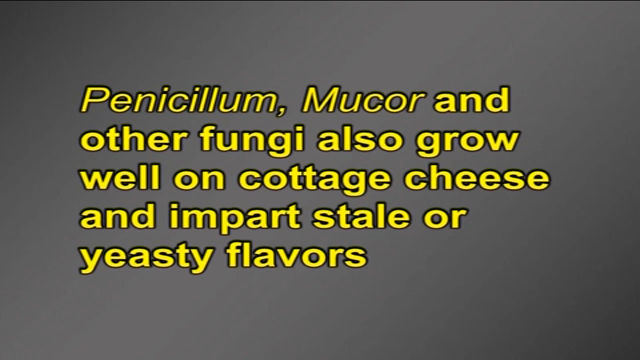 Penicillum, Mucor and
other fungi also grow
well on cottage cheese
and impart stale or
yeasty flavors